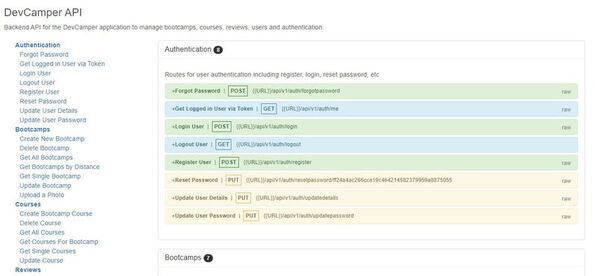 DevCamper API
Backend API for the DevCamper application to manage bootcamps, courses, reviews, users and authentication
Authentication
Forgot Password
Get Logged in User via Token
Login User
Logout User
Register User
Reset Password
Update User Details
Update User Password
Bootcamps
Create New Bootcamp
Delete Bootcamp
Get All Bootcamps
Get Bootcamps by Distance
Get Single Bootcamp
Update Bootcamp
Upload a Photo
Courses
Create Bootcamp Course
Delete Course
Get All Courses
Get Courses For Bootcamp
Get Single Courses
Update Course
Reviews
Authentication 8
Routes for user authentication including register, login, reset password, etc
+Forgot Password | POST {{URL}}/api/v1/auth/forgotpassword raw
+Get Logged in User via Token | GET {{URL}}/api/v1/auth/me raw
+Login User | POST {{URL}}/api/v1/auth/login raw
+Logout User | GET {{URL}}/api/v1/auth/logout raw
+Register User | POST {{URL}}/api/v1/auth/register raw
+Reset Password | PUT raw
+Update User Details | PUT {{URL}}/api/v1/auth/updatedetails raw
+Update User Password | PUT {{URL}}/api/v1/auth/updatepassword raw
Bootcamps 7